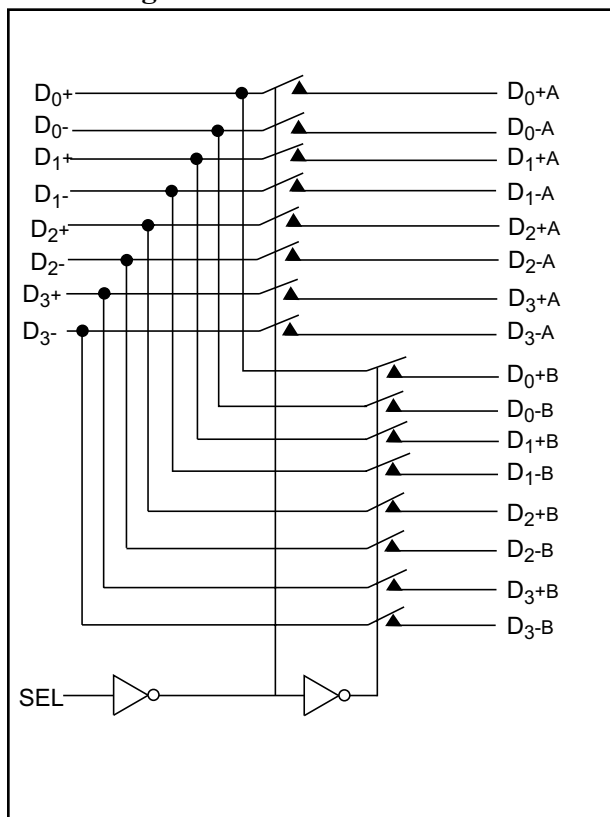 D0+
D0-
D1+
D1-
D2+
D2-
D3+
D3-
D0+A
D0-A
D1+A
D1-A
D2+A
D2-A
D3+A
D3-A
D0+B
D0-B
D1+B
D1-B
D2+B
D2-B
D3+B
D3-B
SEL